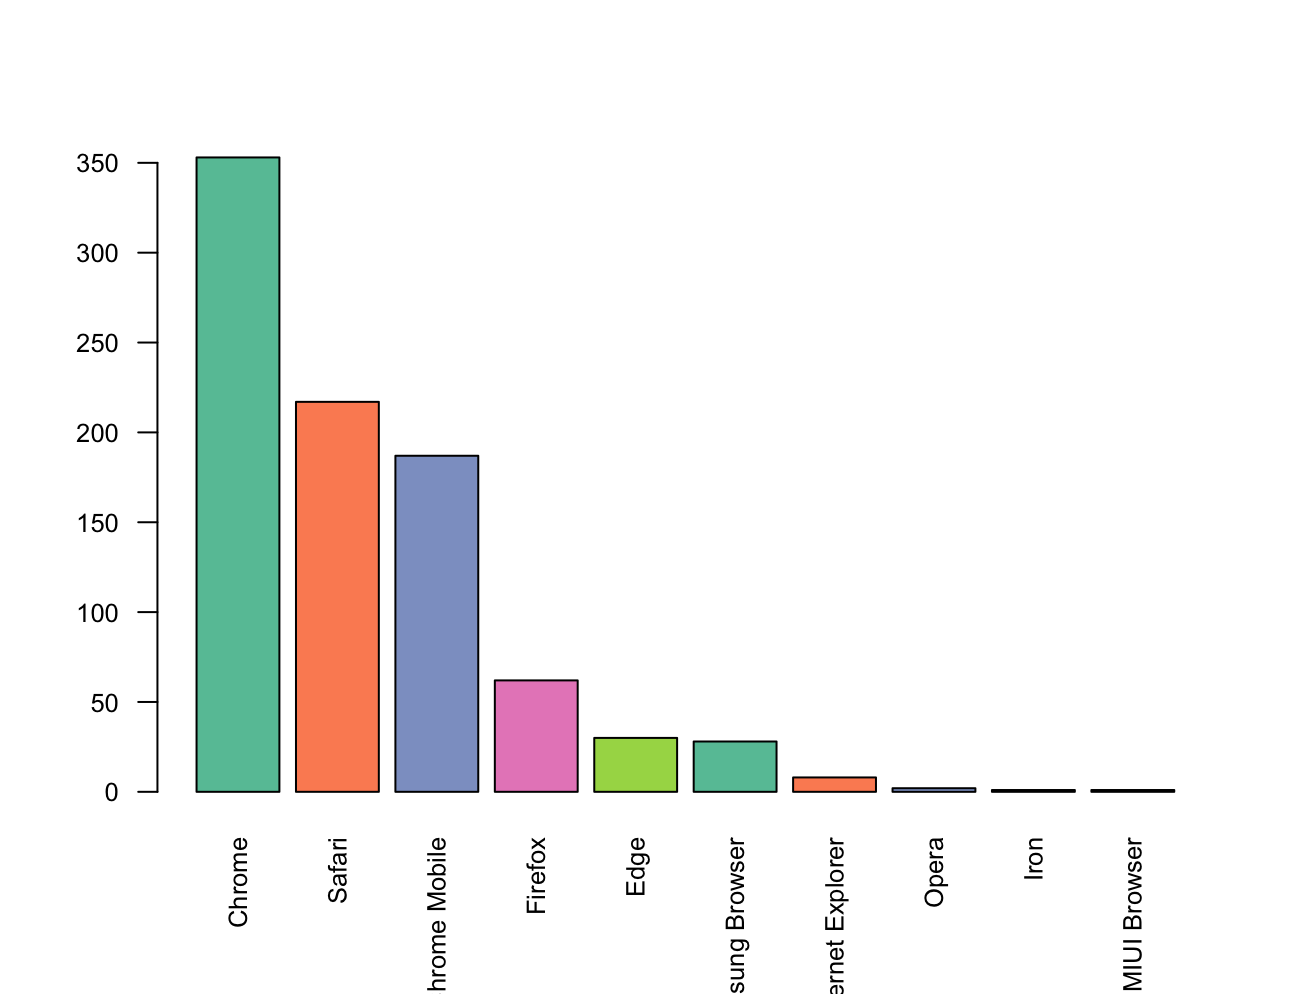 350
300
250
200
150
100
50
0
Chrome
Safari
hrome Mobile
Firefox
Edge
sung Browser
ernet Explorer
Opera
Iron
MIUI Browser